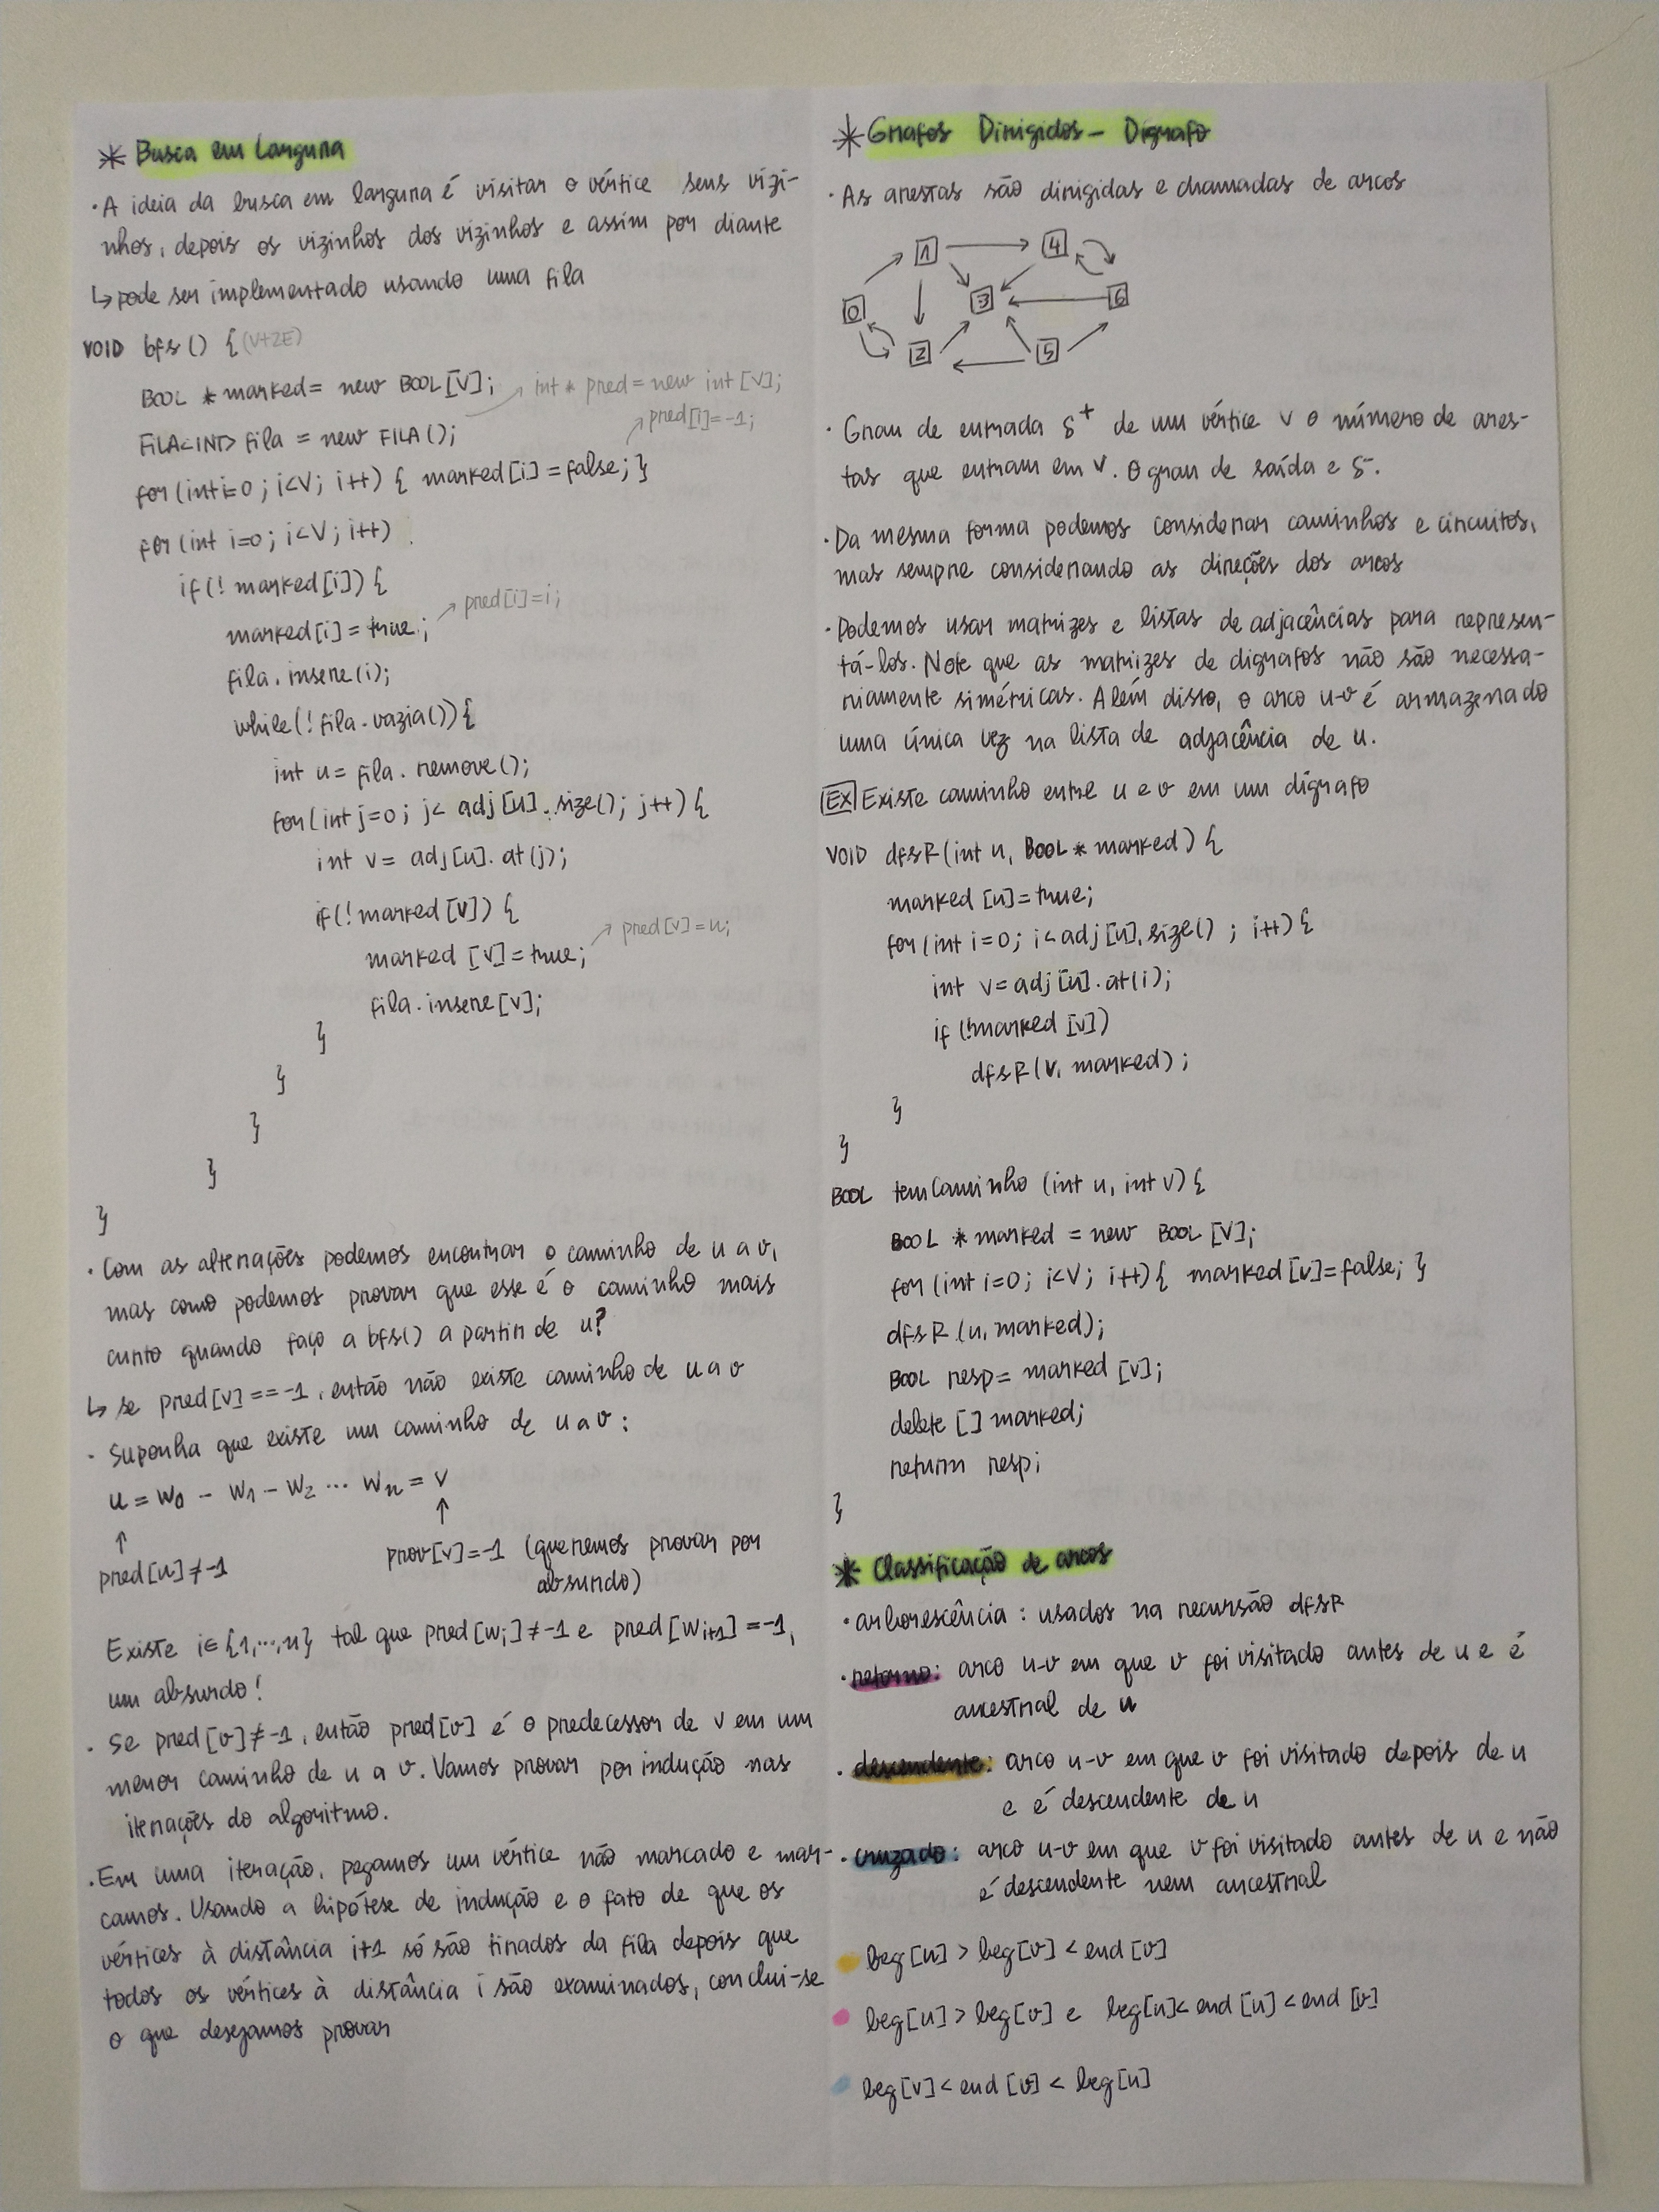 * Busca em Largura
· A ideia da busca em largura é visitar o vértice seus vizi-
nhos, depois os vizinhos dos vizinhos e assim por diante
↳ pode ser implementado usando uma fila
VOID bfs() { (V+2E)
BOOL * marked = new BOOL[V]; → int * pred = new int [V];
FILA<INT> fila = new FILA(); pred[i]=-1;
for(int i=0; i<V; i++) { marked[i] = false; }
for(int i=0; i<V; i++)
if(! marked[i]) {
marked[i] = true; → pred[i]=i;
fila.insere(i);
while(! fila.vazia()) {
int u = fila.remove();
for(int j=0; j< adj[u].size(); j++) {
int v = adj[u].at(j);
if(! marked[v]) {
marked [v] = true; → pred[v]=u;
fila.insere[v];
}
}
}
}
}
· Com as alterações podemos encontrar o caminho de u a v,
mas como podemos provar que esse é o caminho mais
curto quando faço a bfs() a partir de u?
↳ se pred[v] == -1, então não existe caminho de u a v
· Suponha que existe um caminho de u a v:
u = w0 - w1 - w2 ... wn = v
↑ ↑
pred[u] ≠ -1 prov[v] = -1 (queremos provar por
absurdo)
Existe i ∈ {1,...,n} tal que pred[wi] ≠ -1 e pred[wi+1] = -1,
um absurdo!
· Se pred[v] ≠ -1, então pred[v] é o predecessor de v em um
menor caminho de u a v. Vamos provar por indução nas
iterações do algoritmo.
· Em uma iteração, pegamos um vértice não marcado e mar-
camos. Usando a hipótese de indução e o fato de que os
vértices à distância i+1 só são tirados da fila depois que
todos os vértices à distância i são examinados, conclui-se
o que desejamos provar
* Grafos Dirigidos - Digrafo
· As arestas são dirigidas e chamadas de arcos
1 4
0 3 6
2 5
· Grau de entrada δ+ de um vértice v o número de ares-
tas que entram em v. O grau de saída e δ-.
· Da mesma forma podemos considerar caminhos e circuitos,
mas sempre considerando as direções dos arcos
· Podemos usar matrizes e listas de adjacências para represen-
tá-los. Note que as matrizes de digrafos não são necessa-
riamente simétricas. Além disto, o arco u-v é armazenado
uma única vez na lista de adjacência de u.
EX Existe caminho entre u e v em um digrafo
VOID dfsR(int u, BOOL * marked) {
marked [u] = true;
for(int i=0; i<adj[u].size() ; i++) {
int v = adj[u].at(i);
if (!marked [v])
dfsR(v, marked);
}
}
BOOL temCaminho (int u, int v) {
BOOL * marked = new BOOL [V];
for(int i=0; i<V; i++) { marked[v] = false; }
dfsR (u, marked);
BOOL resp = marked [v];
delete [] marked;
return resp;
}
* Classificação de arcos
· arborescência : usados na recursão dfsR
· retorno: arco u-v em que v foi visitado antes de u e é
ancestral de u
· descendente: arco u-v em que v foi visitado depois de u
e é descendente de u
· cruzado: arco u-v em que v foi visitado antes de u e não
é descendente nem ancestral
beg[u] > beg[v] < end[v]
beg[u] > beg[v] e beg[u] < end[u] < end [v]
beg[v] < end [v] < beg[u]